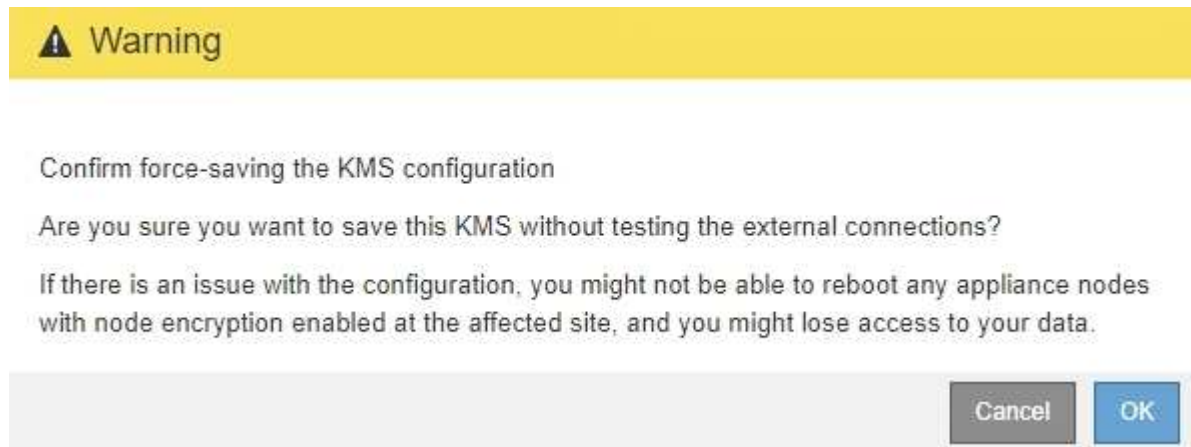 Warning
Confirm force-saving the KMS configuration
Are you sure you want to save this KMS without testing the external connections?
If there is an issue with the configuration, you might not be able to reboot any appliance nodes
with node encryption enabled at the affected site, and you might lose access to your data.
Cancel OK